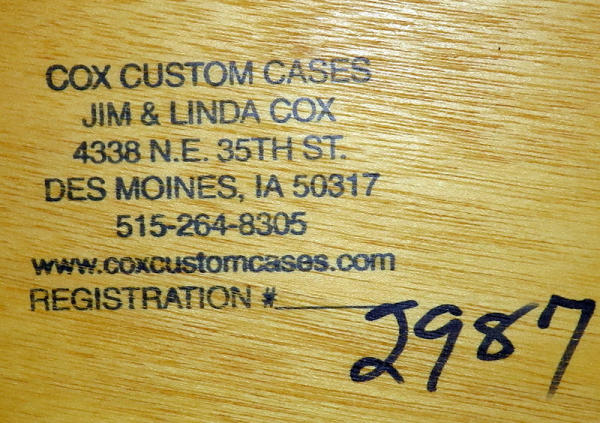 COX CUSTOM CASES
JIM & LINDA COX
4338 N.E. 35TH ST.
DES MOINES, IA 50317
515-264-8305
www.coxcustomcases.com
REGISTRATION #______ 2987